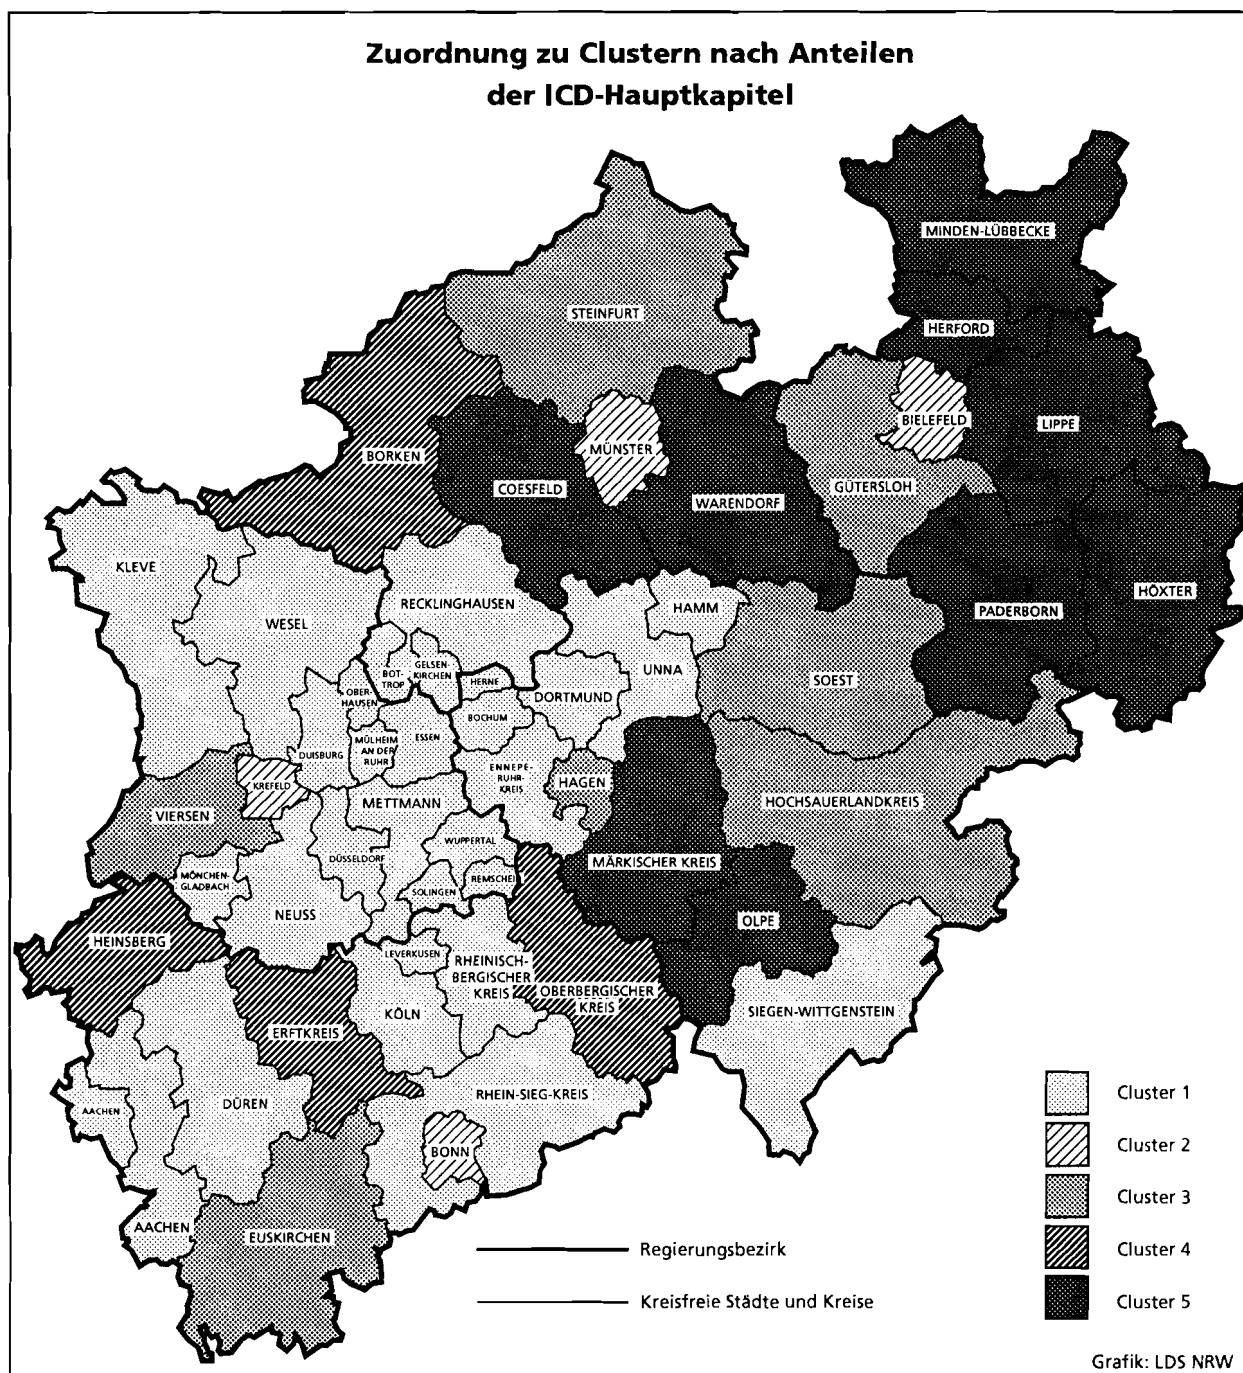 Zuordnung zu Clustern nach Anteilen
der ICD-Hauptkapitel
MINDEN-LÜBBECKE
STEINFURT
HERFORD
BIELEFELD
LIPPE
MÜNSTER
BORKEN
COESFELD
GÜTERSLOH
WARENDORF
KLEVE
HÖXTER
RECKLINGHAUSEN
HAMM
PADERBORN
WESEL
UNNA
BOT-
TROP
GELSEN-
KIRCHEN
HERNE
SOEST
OBER-
HAUSEN
DORTMUND
BOCHUM
DUISBURG
MÜLHEIM
AN DER
RUHR
ESSEN
ENNEPE-
RUHR-
KREIS
HAGEN
KREFELD
METTMANN
HOCHSAUERLANDKREIS
VIERSEN
WUPPERTAL
DÜSSELDORF
MÄRKISCHER KREIS
MÖNCHEN-
GLADBACH
SOLINGEN
REMSCHEI
NEUSS
OLPE
HEINSBERG
LEVERKUSEN
RHEINISCH-
BERGISCHER
KREIS
OBERBERGISCHER
KREIS
KÖLN
SIEGEN-WITTGENSTEIN
ERFTKREIS
RHEIN-SIEG-KREIS
DÜREN
AACHEN
BONN
AACHEN
EUSKIRCHEN
Cluster 1
Cluster 2
Cluster 3
Cluster 4
Cluster 5
Regierungsbezirk
Kreisfreie Städte und Kreise
Grafik: LDS NRW